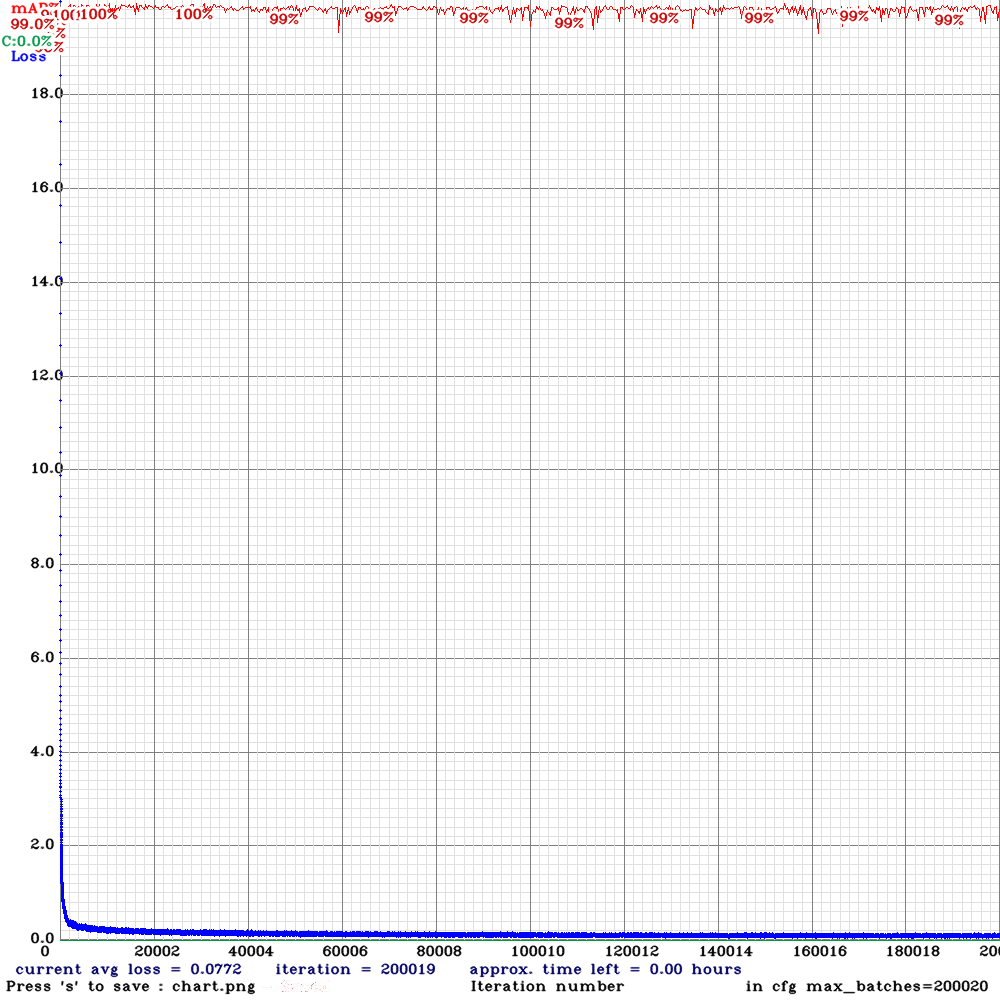 mAP%
100% 100% 99% 99% 99% 99% 99% 99% 99% 99%
99.0%
C:0.0%
Loss
18.0
16.0
14.0
12.0
10.0
8.0
6.0
4.0
2.0
0.0
0 20002 40004 60006 80008 100010 120012 140014 160016 180018 200
current avg loss = 0.0772 iteration = 200019 approx. time left = 0.00 hours
Press 's' to save : chart.png Iteration number in cfg max_batches=200020